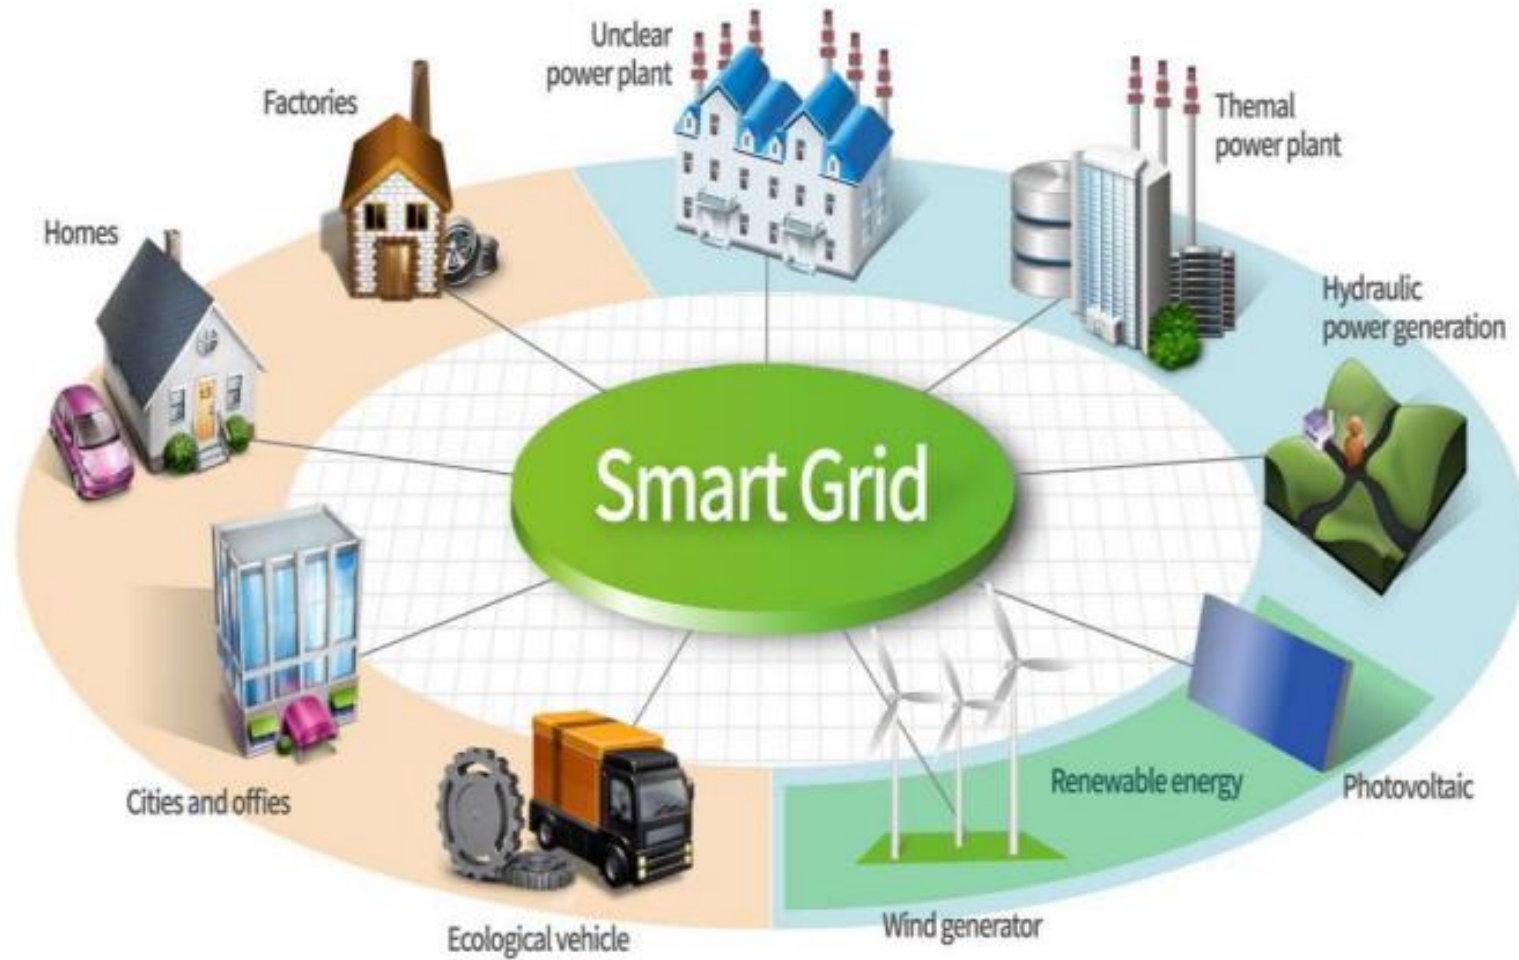 Unclear
power plant
Factories
Themal
power plant
Homes
Hydraulic
power generation
Smart Grid
Renewable energy
Photovoltaic
Cities and offies
Wind generator
Ecological vehicle